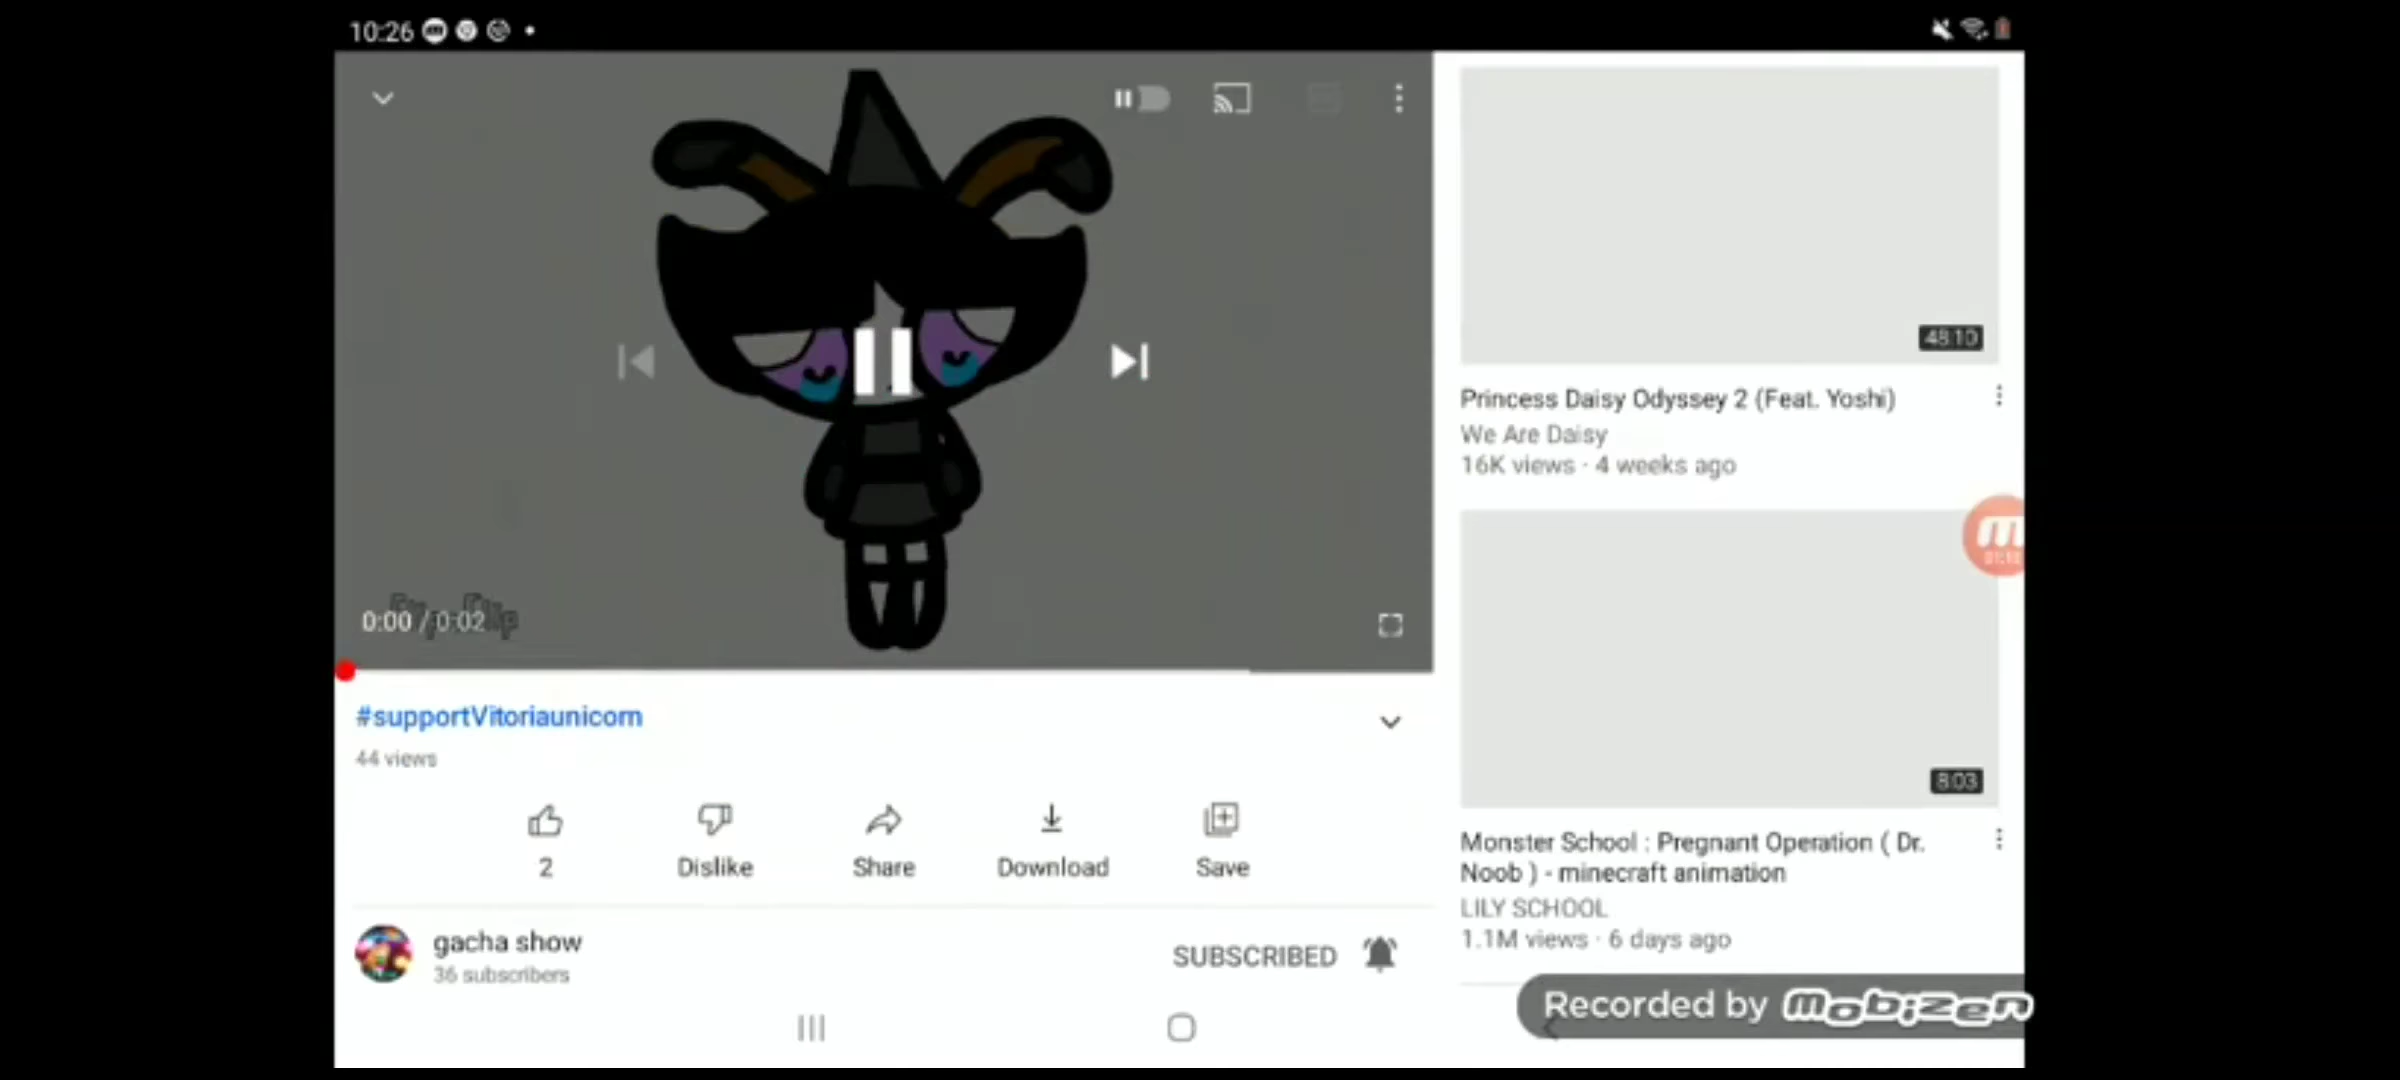 10:26
0:00 / 0:02
#supportVitoriaunicorn
44 views
2
Dislike
Share
Download
Save
gacha show
36 subscribers
SUBSCRIBED
48:10
Princess Daisy Odyssey 2 (Feat. Yoshi)
We Are Daisy
16K views · 4 weeks ago
8:03
Monster School : Pregnant Operation ( Dr.
Noob ) - minecraft animation
LILY SCHOOL
1.1M views · 6 days ago
Recorded by mobizen